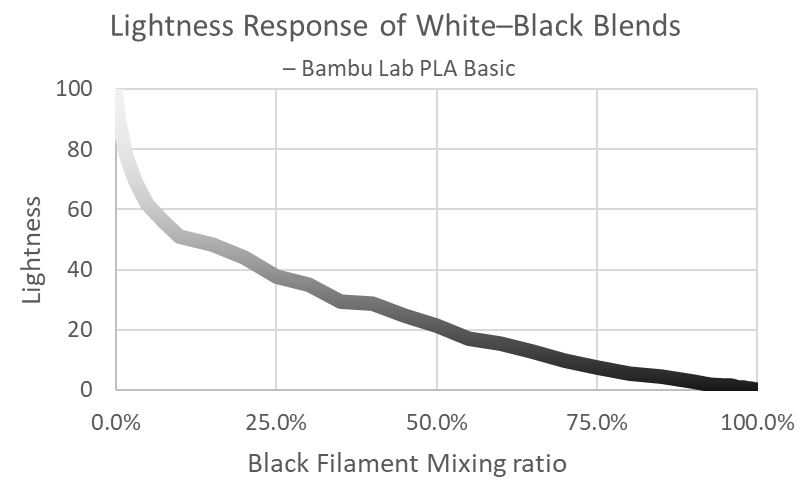 Lightness Response of White–Black Blends
– Bambu Lab PLA Basic
100
80
60
40
20
0
Lightness
0.0%
25.0%
50.0%
75.0%
100.0%
Black Filament Mixing ratio